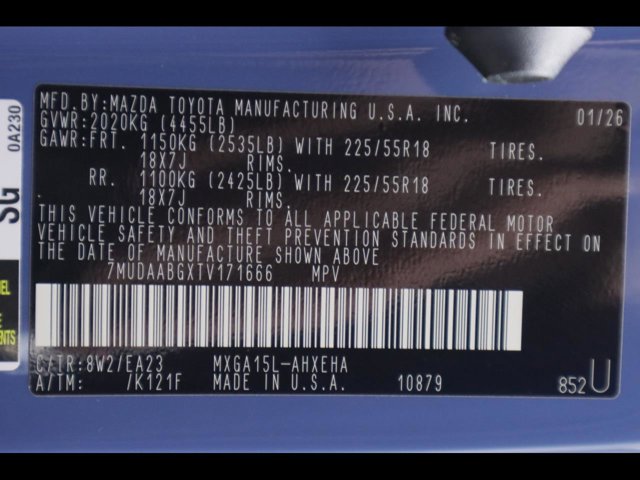 MFD.BY:MAZDA TOYOTA MANUFACTURING U.S.A. INC. 01/26
GVWR:2020KG (4455LB)
GAWR:FRT. 1150KG (2535LB) WITH 225/55R18 TIRES.
18X7J RIMS.
RR. 1100KG (2425LB) WITH 225/55R18 TIRES.
18X7J RIMS.
THIS VEHICLE CONFORMS TO ALL APPLICABLE FEDERAL MOTOR
VEHICLE SAFETY AND THEFT PREVENTION STANDARDS IN EFFECT ON
THE DATE OF MANUFACTURE SHOWN ABOVE
7MUDAABGXTV171666 MPV
C/TR:8W2/EA23 MXGA15L-AHXEHA
A/TM: /K121F MADE IN U.S.A. 10879 852U
SG 0A230